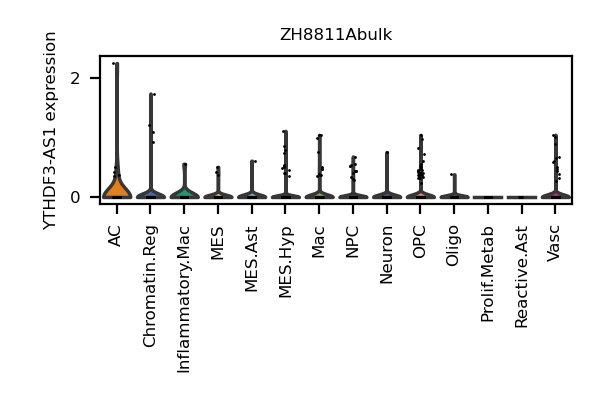 ZH8811Abulk
YTHDF3-AS1 expression
2
0
AC
Chromatin.Reg
Inflammatory.Mac
MES
MES.Ast
MES.Hyp
Mac
NPC
Neuron
OPC
Oligo
Prolif.Metab
Reactive.Ast
Vasc